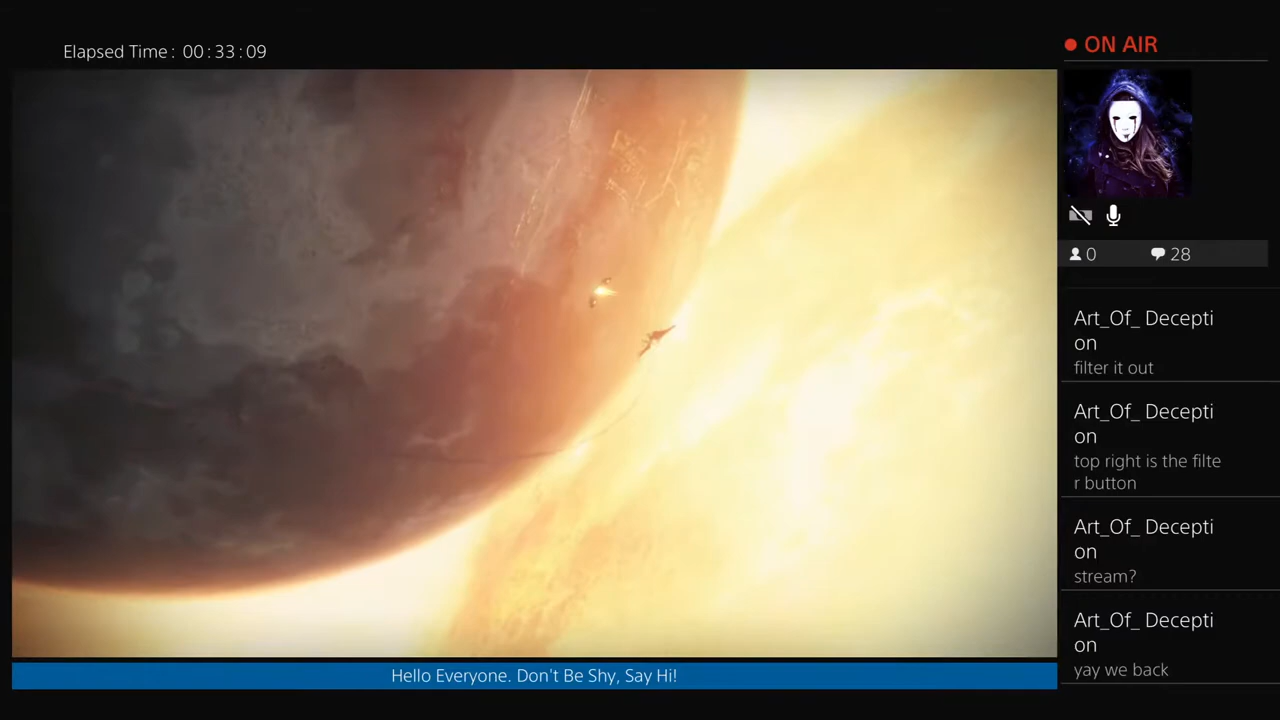 Elapsed Time: 00:33:09
ON AIR
0 28
Art_Of_ Decepti
on
filter it out
Art_Of_ Decepti
on
top right is the filte
r button
Art_Of_ Decepti
on
stream?
Art_Of_ Decepti
on
yay we back
Hello Everyone. Don't Be Shy, Say Hi!